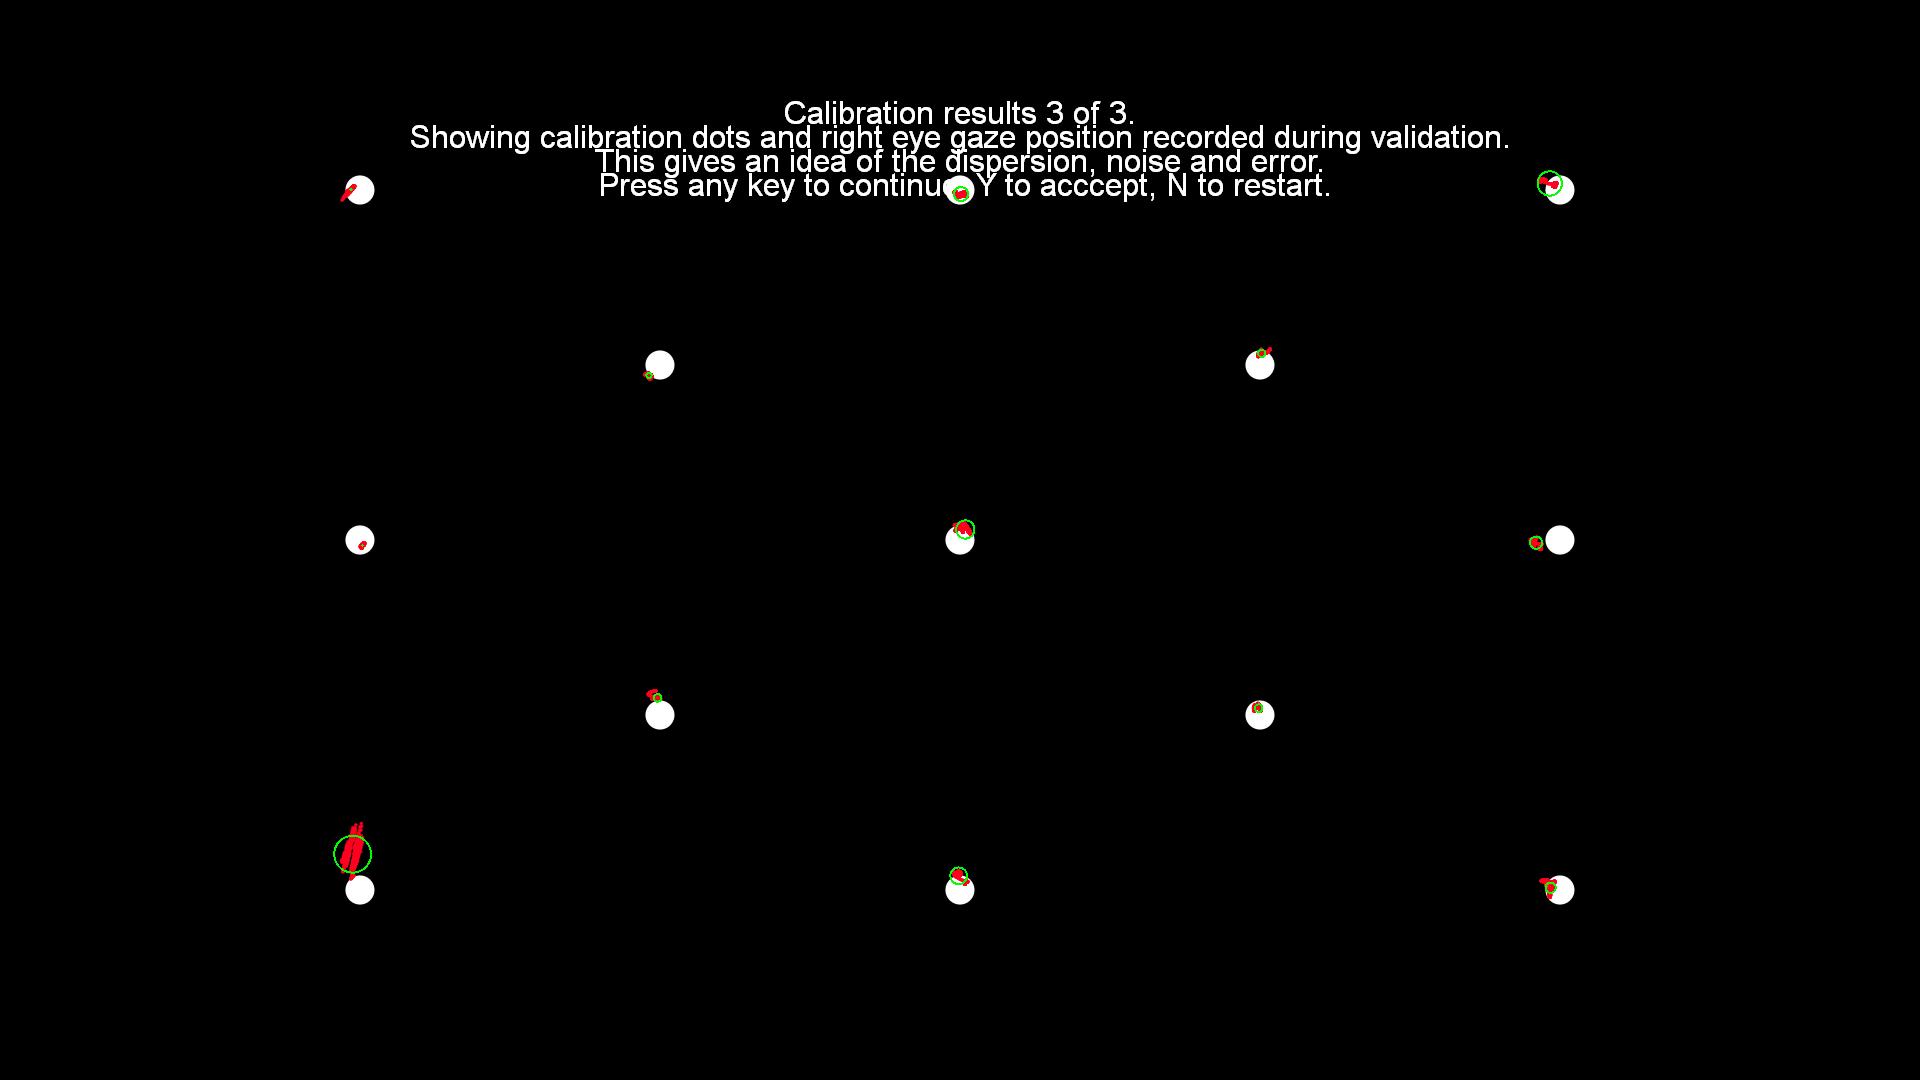 Calibration results 3 of 3.
Showing calibration dots and right eye gaze position recorded during validation.
This gives an idea of the dispersion, noise and error.
Press any key to continue, Y to acccept, N to restart.